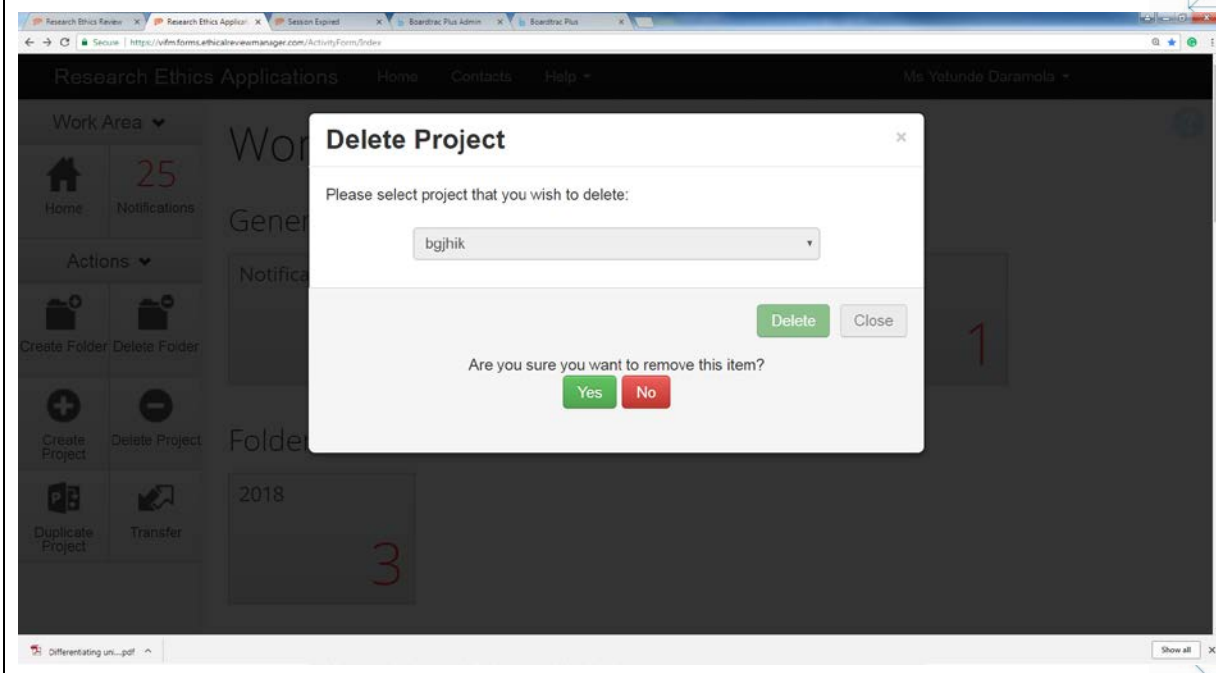 Research Ethics Review
Research Ethics Applicat
Session Expired
Boardtrac Plus Admin
Boardtrac Plus
Secure | https://vifm.forms.ethicalreviewmanager.com/ActivityForm/Index
Research Ethics Applications Home Contacts Help Ms Yetunde Daramola
Work Area
Home
25
Notifications
Actions
Create Folder
Delete Folder
Create
Project
Delete Project
Duplicate
Project
Transfer
Wor
Gener
Notifica
1
Folder
2018
3
Delete Project ×
Please select project that you wish to delete:
bgjhik
Delete Close
Are you sure you want to remove this item?
Yes No
Differentiating un....pdf
Show all X